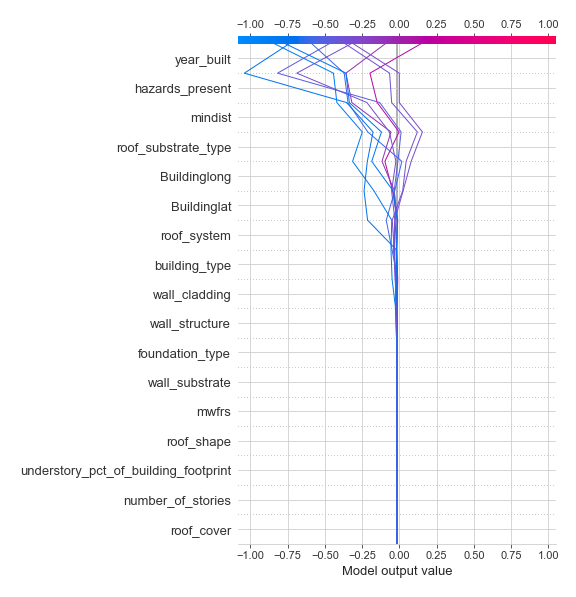 −1.00 −0.75 −0.50 −0.25 0.00 0.25 0.50 0.75 1.00
year_built
hazards_present
mindist
roof_substrate_type
Buildinglong
Buildinglat
roof_system
building_type
wall_cladding
wall_structure
foundation_type
wall_substrate
mwfrs
roof_shape
understory_pct_of_building_footprint
number_of_stories
roof_cover
−1.00 −0.75 −0.50 −0.25 0.00 0.25 0.50 0.75 1.00
Model output value